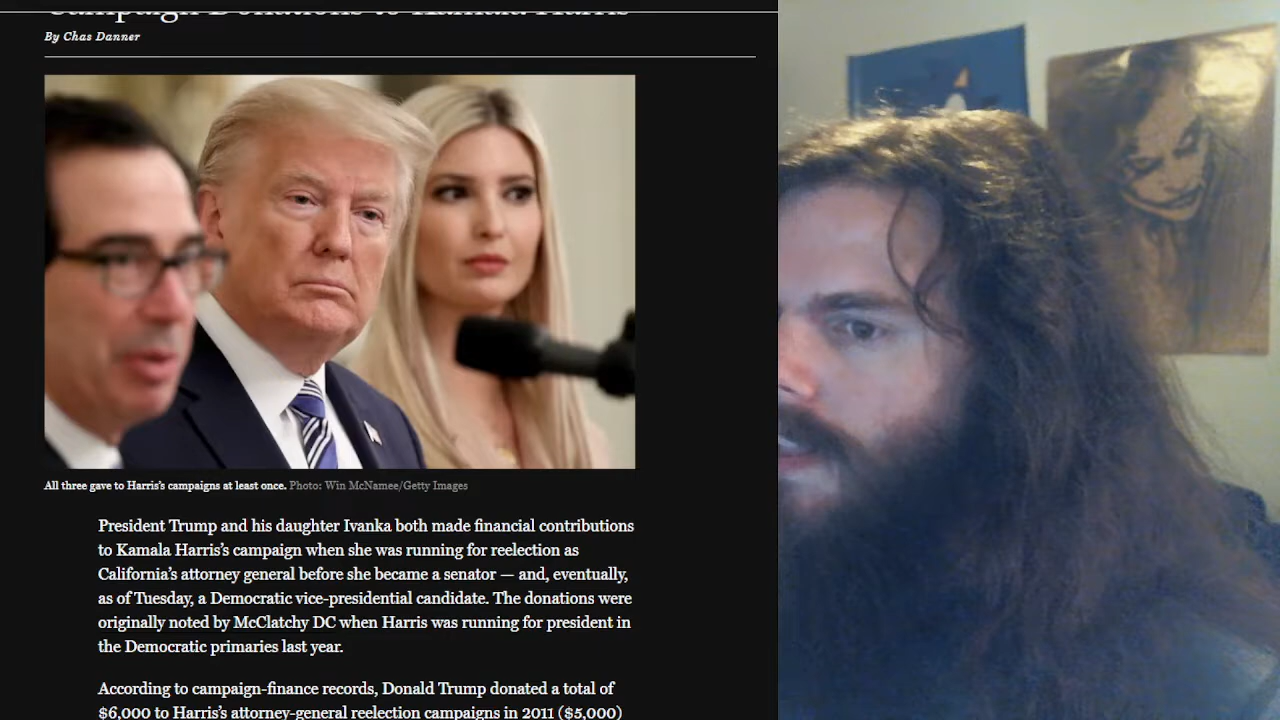 Campaign Donations to Kamala Harris
By Chas Danner
All three gave to Harris's campaigns at least once. Photo: Win McNamee/Getty Images
President Trump and his daughter Ivanka both made financial contributions
to Kamala Harris's campaign when she was running for reelection as
California's attorney general before she became a senator — and, eventually,
as of Tuesday, a Democratic vice-presidential candidate. The donations were
originally noted by McClatchy DC when Harris was running for president in
the Democratic primaries last year.
According to campaign-finance records, Donald Trump donated a total of
$6,000 to Harris's attorney-general reelection campaigns in 2011 ($5,000)